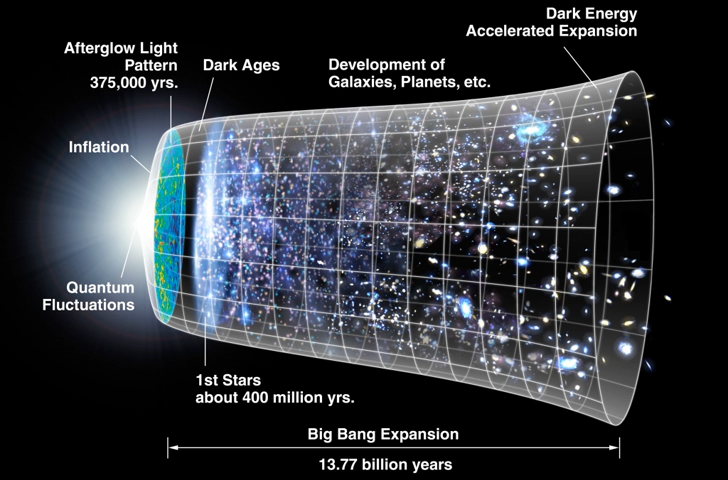 Dark Energy
Accelerated Expansion
Afterglow Light
Pattern
375,000 yrs.
Dark Ages
Development of
Galaxies, Planets, etc.
Inflation
Quantum
Fluctuations
1st Stars
about 400 million yrs.
Big Bang Expansion
13.77 billion years